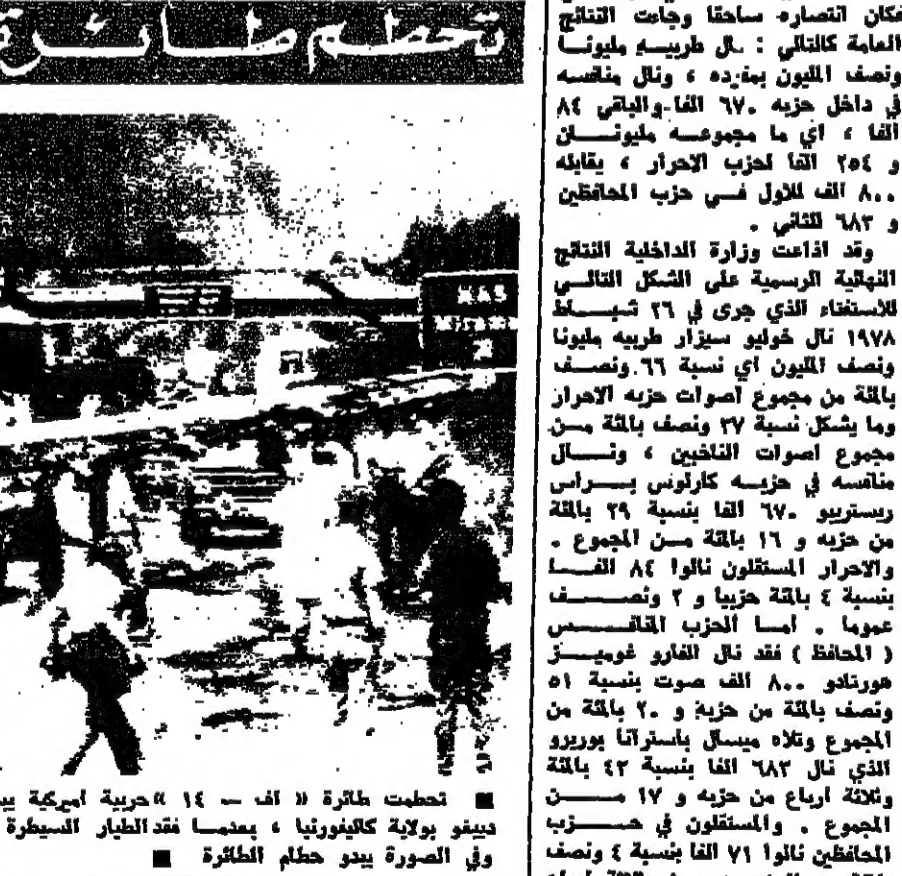 فكان انتصاره ساحقا وجاءت النتائج
العامة كالتالي : نال طربيه مليونا
ونصف المليون بمفرده ، ونال منافسه
في داخل حزبه ٦٧٠ الفا والباقي ٨٤
الفا ، اي ما مجموعه مليونان
و ٢٥٤ الفا لحزب الاحرار ، يقابله
٨٠٠ الف للاول في حزب المحافظين
و ٦٨٣ للثاني .
وقد اذاعت وزارة الداخلية النتائج
النهائية الرسمية على الشكل التالي
للاستفتاء الذي جرى في ٢٦ شباط
١٩٧٨ نال خوليو سيزار طربيه مليونا
ونصف المليون اي نسبة ٦٦ ونصف
بالمئة من مجموع اصوات حزبه الاحرار
وما يشكل نسبة ٣٧ ونصف بالمئة من
مجموع اصوات الناخبين ، ونال
منافسه في حزبه كارلوس براس
ريستريبو ٦٧٠ الفا بنسبة ٢٩ بالمئة
من حزبه و ١٦ بالمئة من المجموع .
والاحرار المستقلون نالوا ٨٤ الفا
بنسبة ٤ بالمئة حزبيا و ٢ ونصف
عموما . أما الحزب المنافس
( المحافظ ) فقد نال الفارو غوميز
هورتادو ٨٠٠ الف صوت بنسبة ٥١
ونصف بالمئة من حزبه و ٢٠ بالمئة من
المجموع وتلاه ميسال باسترانا بوريرو
الذي نال ٦٨٣ الفا بنسبة ٤٢ بالمئة
وثلاثة ارباع من حزبه و ١٧ من
المجموع . والمستقلون في حزب
المحافظين نالوا ٧١ الفا بنسبة ٤ ونصف
تحطم طائرة
GAS
تحطمت طائرة « اف — ١٤ » حربية اميركية
دييغو بولاية كاليفورنيا ، بعدما فقد الطيار السيطرة
وفي الصورة يبدو حطام الطائرة